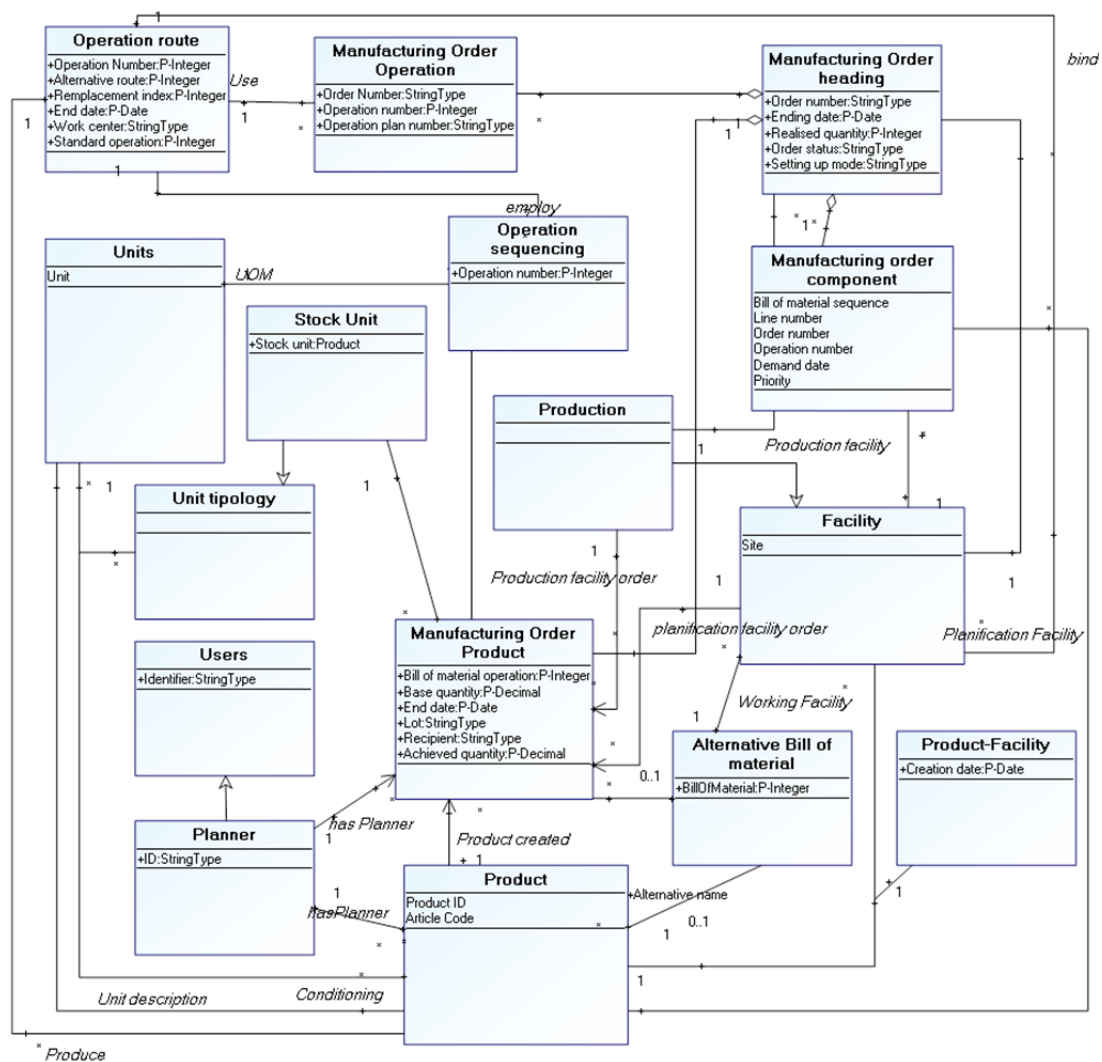 Operation route
+Operation Number:P-Integer
+Alternative route:P-Integer
+Remplacement index:P-Integer
+End date:P-Date
+Work center:StringType
+Standard operation:P-Integer
Use
Manufacturing Order
Operation
+Order Number:StringType
+Operation number:P-Integer
+Operation plan number:StringType
Manufacturing Order
heading
+Order number:StringType
+Ending date:P-Date
+Realised quantity:P-Integer
+Order status:StringType
+Setting up mode:StringType
bind
employ
Units
Unit
UOM
Operation
sequencing
+Operation number:P-Integer
Manufacturing order
component
Bill of material sequence
Line number
Order number
Operation number
Demand date
Priority
Stock Unit
+Stock unit:Product
Production
Production facility
Unit tipology
Facility
Site
Production facility order
planification facility order
Planification Facility
Users
+Identifier:StringType
Manufacturing Order
Product
+Bill of material operation:P-Integer
+Base quantity:P-Decimal
+End date:P-Date
+Lot:StringType
+Recipient:StringType
+Achieved quantity:P-Decimal
Working Facility
Alternative Bill of
material
+BillOfMaterial:P-Integer
Product-Facility
+Creation date:P-Date
0..1
Planner
+ID:StringType
has Planner
Product created
Product
Product ID
Article Code
+Alternative name
0..1
hasPlanner
Unit description
Conditioning
Produce